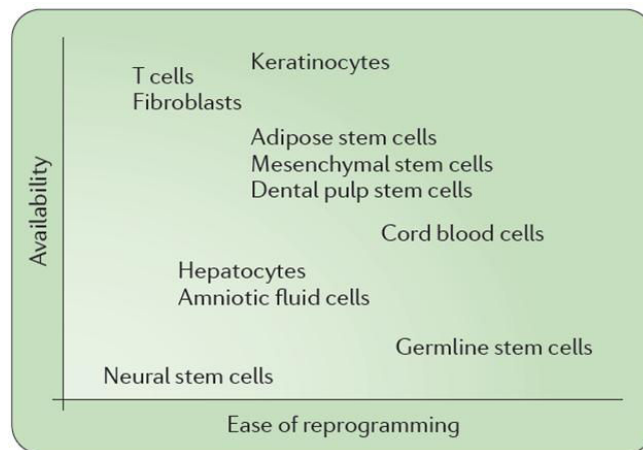 Availability
Keratinocytes
T cells
Fibroblasts
Adipose stem cells
Mesenchymal stem cells
Dental pulp stem cells
Cord blood cells
Hepatocytes
Amniotic fluid cells
Germline stem cells
Neural stem cells
Ease of reprogramming